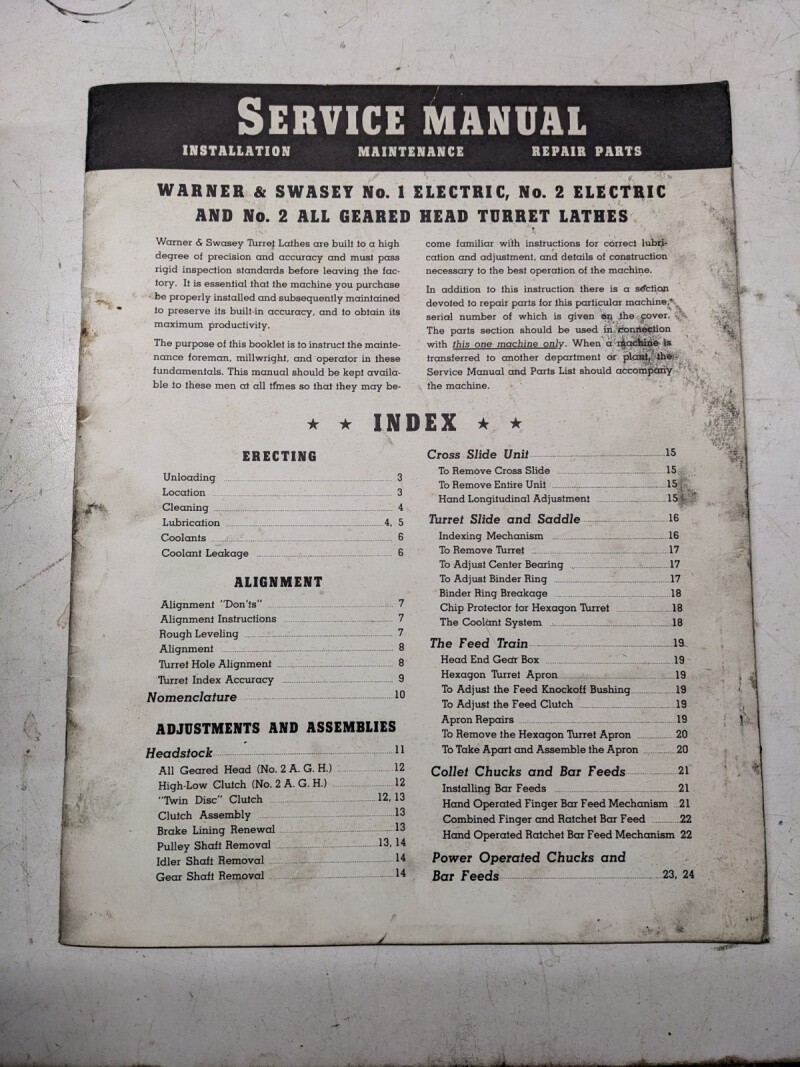 SERVICE MANUAL
INSTALLATION MAINTENANCE REPAIR PARTS
WARNER & SWASEY No. 1 ELECTRIC, No. 2 ELECTRIC
AND No. 2 ALL GEARED HEAD TURRET LATHES
Warner & Swasey Turret Lathes are built to a high
degree of precision and accuracy and must pass
rigid inspection standards before leaving the fac-
tory. It is essential that the machine you purchase
be properly installed and subsequently maintained
to preserve its built-in accuracy, and to obtain its
maximum productivity.
The purpose of this booklet is to instruct the mainte-
nance foreman, millwright, and operator in these
fundamentals. This manual should be kept availa-
ble to these men at all times so that they may be-
come familiar with instructions for correct lubri-
cation and adjustment, and details of construction
necessary to the best operation of the machine.
In addition to this instruction there is a section
devoted to repair parts for this particular machine,
serial number of which is given on the cover.
The parts section should be used in connection
with this one machine only. When a machine is
transferred to another department or plant, the
Service Manual and Parts List should accompany
the machine.
★ ★ INDEX ★ ★
ERECTING
Unloading 3
Location 3
Cleaning 4
Lubrication 4, 5
Coolants 6
Coolant Leakage 6
ALIGNMENT
Alignment "Don'ts" 7
Alignment Instructions 7
Rough Leveling 7
Alignment 8
Turret Hole Alignment 8
Turret Index Accuracy 9
Nomenclature 10
ADJUSTMENTS AND ASSEMBLIES
Headstock 11
All Geared Head (No. 2 A. G. H.) 12
High-Low Clutch (No. 2 A. G. H.) 12
"Twin Disc" Clutch 12, 13
Clutch Assembly 13
Brake Lining Renewal 13
Pulley Shaft Removal 13, 14
Idler Shaft Removal 14
Gear Shaft Removal 14
Cross Slide Unit 15
To Remove Cross Slide 15
To Remove Entire Unit 15
Hand Longitudinal Adjustment 15
Turret Slide and Saddle 16
Indexing Mechanism 16
To Remove Turret 17
To Adjust Center Bearing 17
To Adjust Binder Ring 17
Binder Ring Breakage 18
Chip Protector for Hexagon Turret 18
The Coolant System 18
The Feed Train 19
Head End Gear Box 19
Hexagon Turret Apron 19
To Adjust the Feed Knockoff Bushing 19
To Adjust the Feed Clutch 19
Apron Repairs 19
To Remove the Hexagon Turret Apron 20
To Take Apart and Assemble the Apron 20
Collet Chucks and Bar Feeds 21
Installing Bar Feeds 21
Hand Operated Finger Bar Feed Mechanism 21
Combined Finger and Ratchet Bar Feed 22
Hand Operated Ratchet Bar Feed Mechanism 22
Power Operated Chucks and
Bar Feeds 23, 24